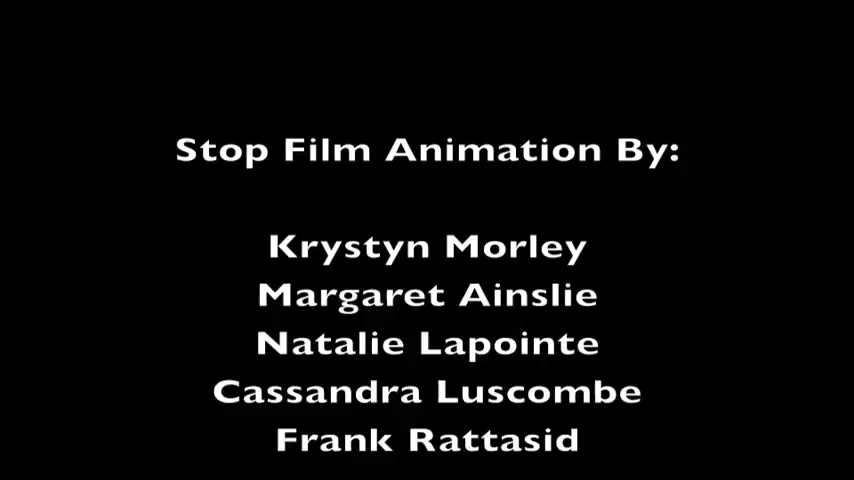 Stop Film Animation By:
Krystyn Morley
Margaret Ainslie
Natalie Lapointe
Cassandra Luscombe
Frank Rattasid